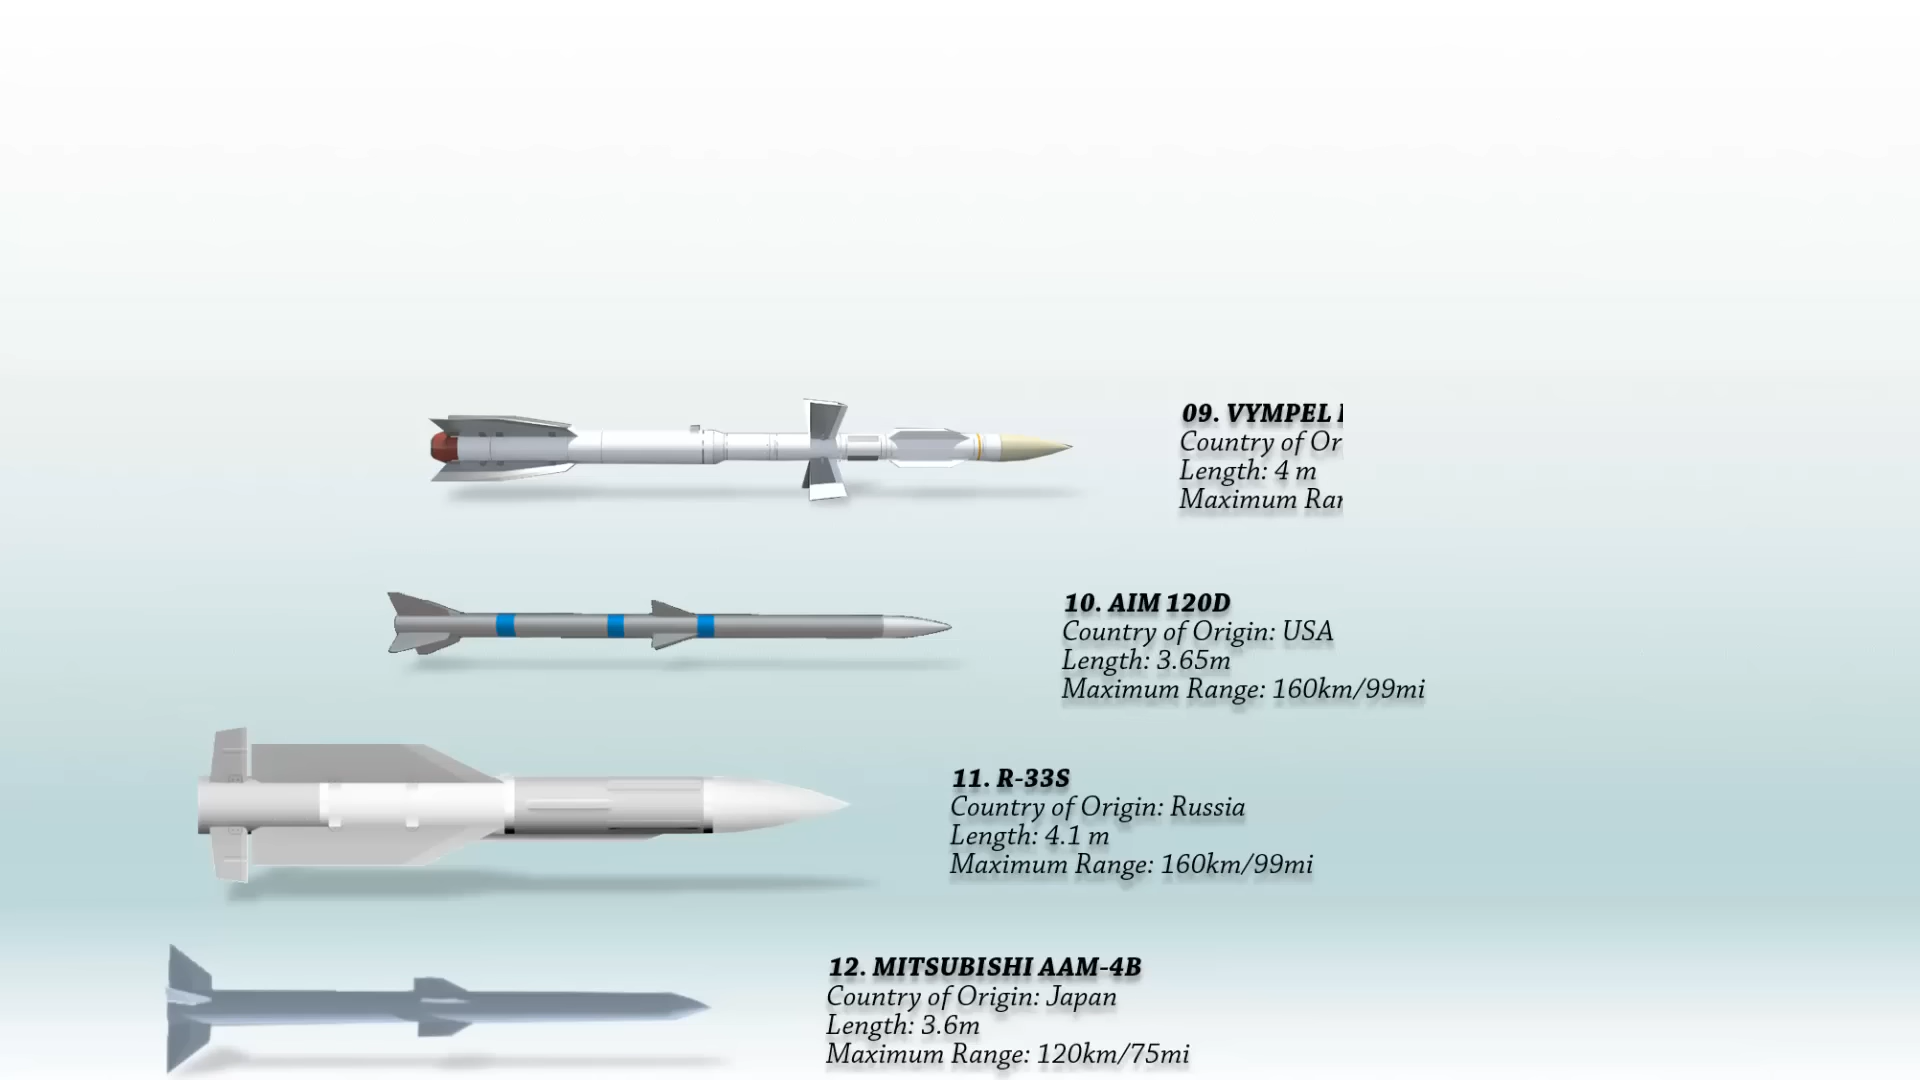 09. VYMPEL
Country of Or
Length: 4 m
Maximum Ran
10. AIM 120D
Country of Origin: USA
Length: 3.65m
Maximum Range: 160km/99mi
11. R-33S
Country of Origin: Russia
Length: 4.1 m
Maximum Range: 160km/99mi
12. MITSUBISHI AAM-4B
Country of Origin: Japan
Length: 3.6m
Maximum Range: 120km/75mi